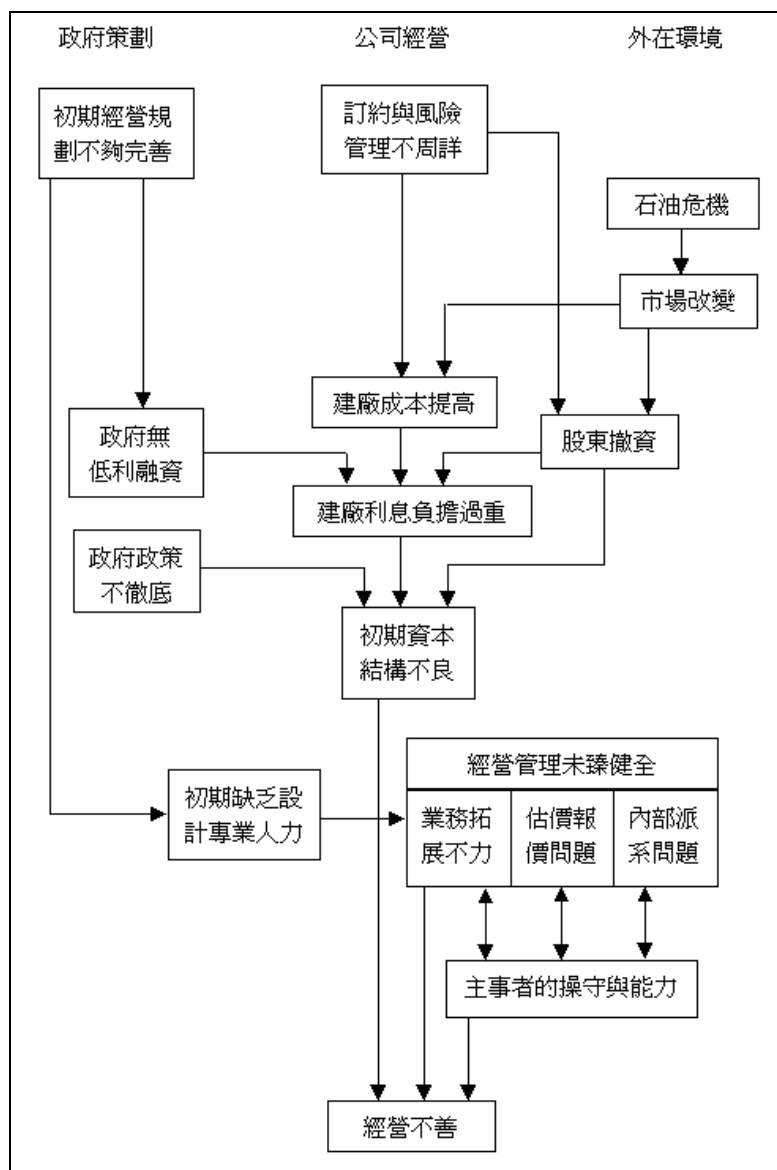 政府策劃
公司經營
外在環境
初期經營規
劃不夠完善
訂約與風險
管理不周詳
石油危機
市場改變
建廠成本提高
政府無
低利融資
股東撤資
建廠利息負擔過重
政府政策
不徹底
初期資本
結構不良
經營管理未臻健全
初期缺乏設
計專業人力
業務拓
展不力
估價報
價問題
內部派
系問題
主事者的操守與能力
經營不善